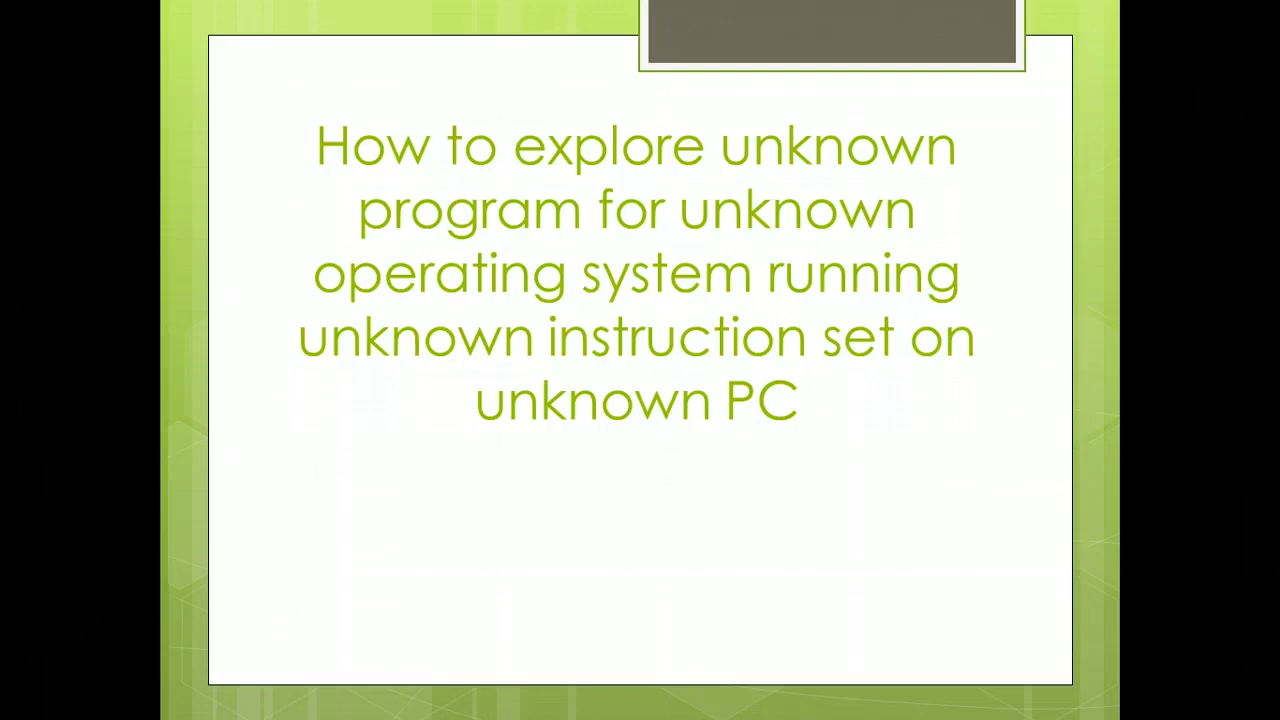 How to explore unknown
program for unknown
operating system running
unknown instruction set on
unknown PC